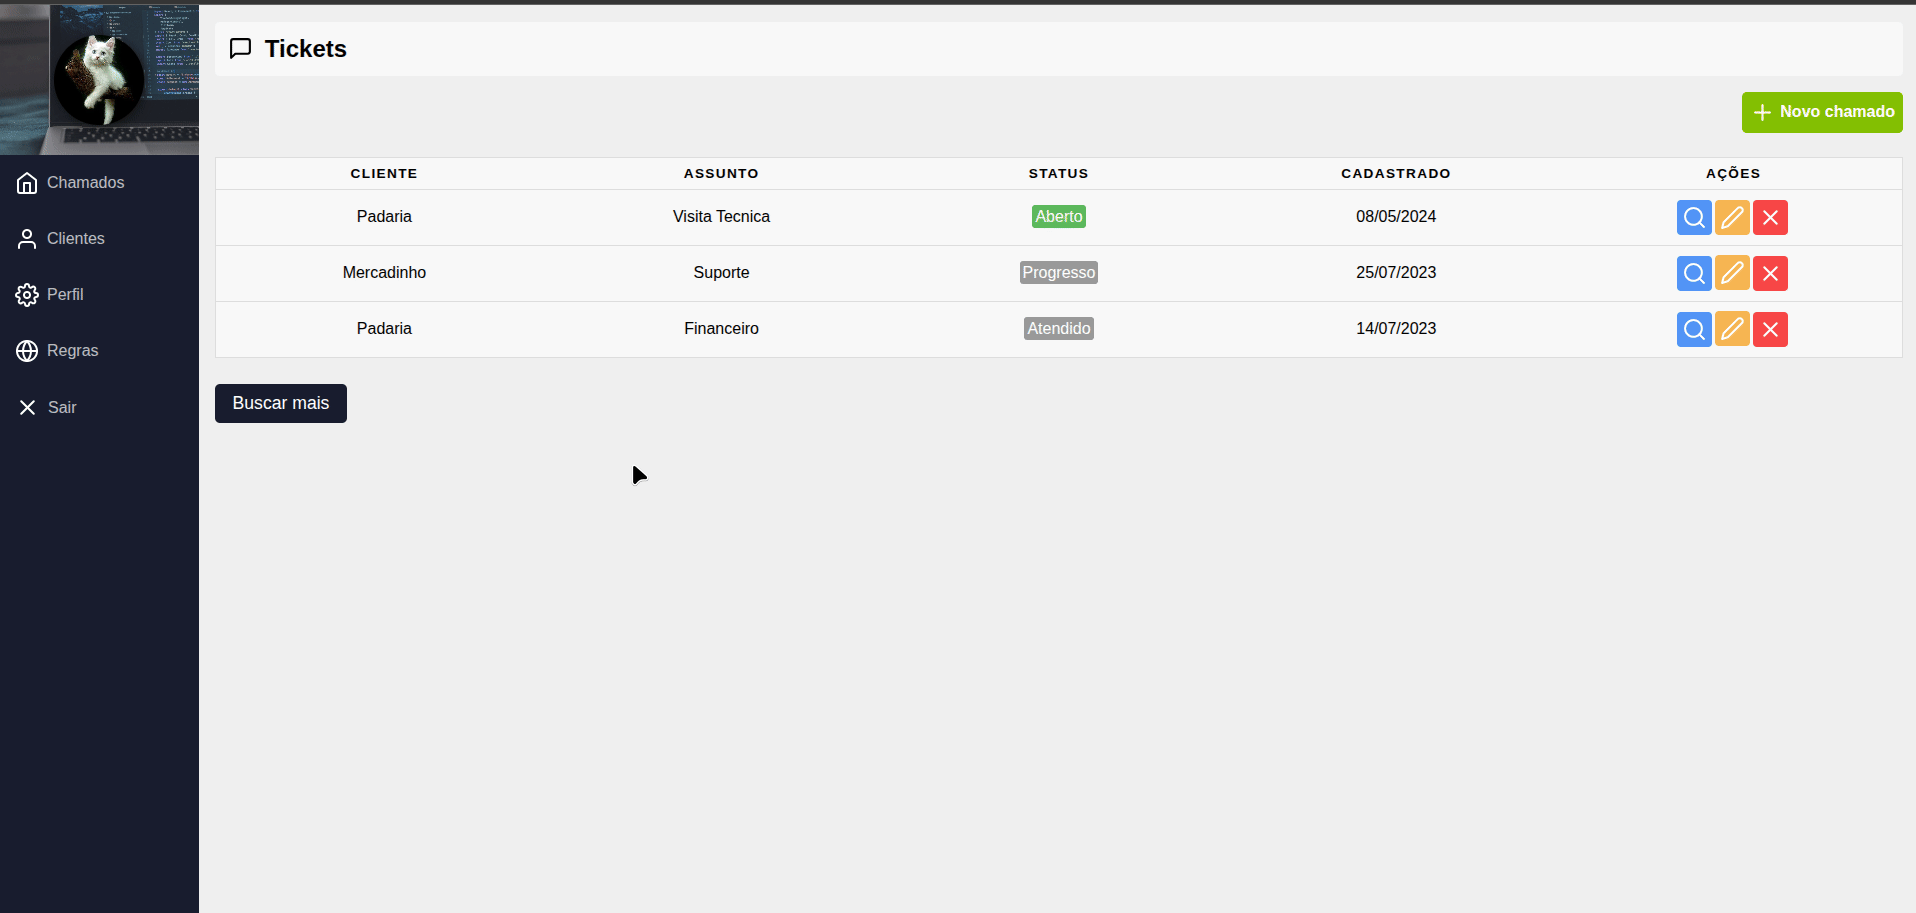 Tickets
Novo chamado
Chamados
Clientes
Perfil
Regras
Sair
CLIENTE ASSUNTO STATUS CADASTRADO AÇÕES
Padaria Visita Tecnica Aberto 08/05/2024
Mercadinho Suporte Progresso 25/07/2023
Padaria Financeiro Atendido 14/07/2023
Buscar mais